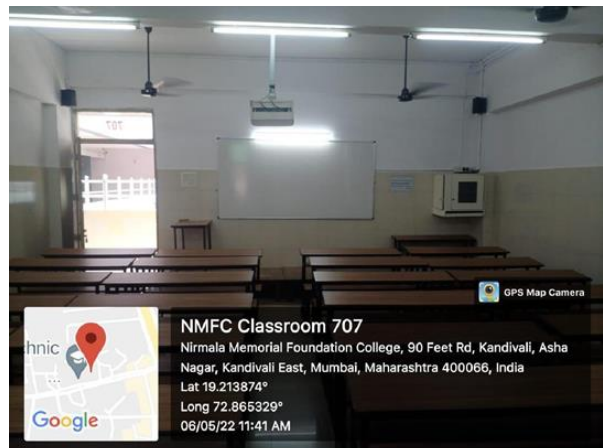 707
GPS Map Camera
hnic
...
Google
NMFC Classroom 707
Nirmala Memorial Foundation College, 90 Feet Rd, Kandivali, Asha
Nagar, Kandivali East, Mumbai, Maharashtra 400066, India
Lat 19.213874°
Long 72.865329°
06/05/22 11:41 AM